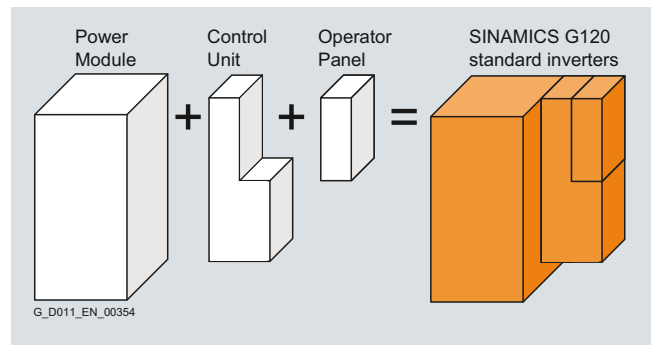 Power
Module
Control
Unit
Operator
Panel
SINAMICS G120
standard inverters
+
+
=
G_D011_EN_00354